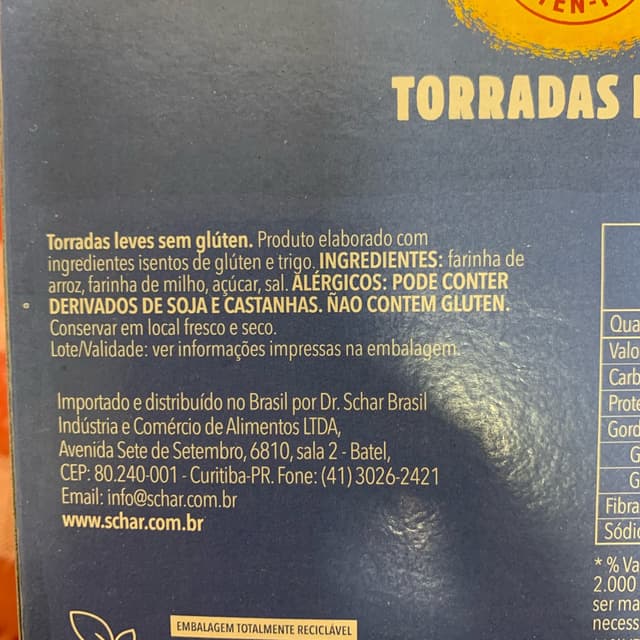 TEN-
TORRADAS
Torradas leves sem glúten. Produto elaborado com
ingredientes isentos de glúten e trigo. INGREDIENTES: farinha de
arroz, farinha de milho, açúcar, sal. ALÉRGICOS: PODE CONTER
DERIVADOS DE SOJA E CASTANHAS. ÑAO CONTEM GLUTEN.
Conservar em local fresco e seco.
Lote/Validade: ver informações impressas na embalagem.
Importado e distribuído no Brasil por Dr. Schar Brasil
Indústria e Comércio de Alimentos LTDA,
Avenida Sete de Setembro, 6810, sala 2 - Batel,
CEP: 80.240-001 - Curitiba-PR. Fone: (41) 3026-2421
Email: info@schar.com.br
www.schar.com.br
EMBALAGEM TOTALMENTE RECICLÁVEL
Qua
Valo
Carb
Prote
Gord
G
G
Fibra
Sódi
* % Va
2.000
ser ma
necess